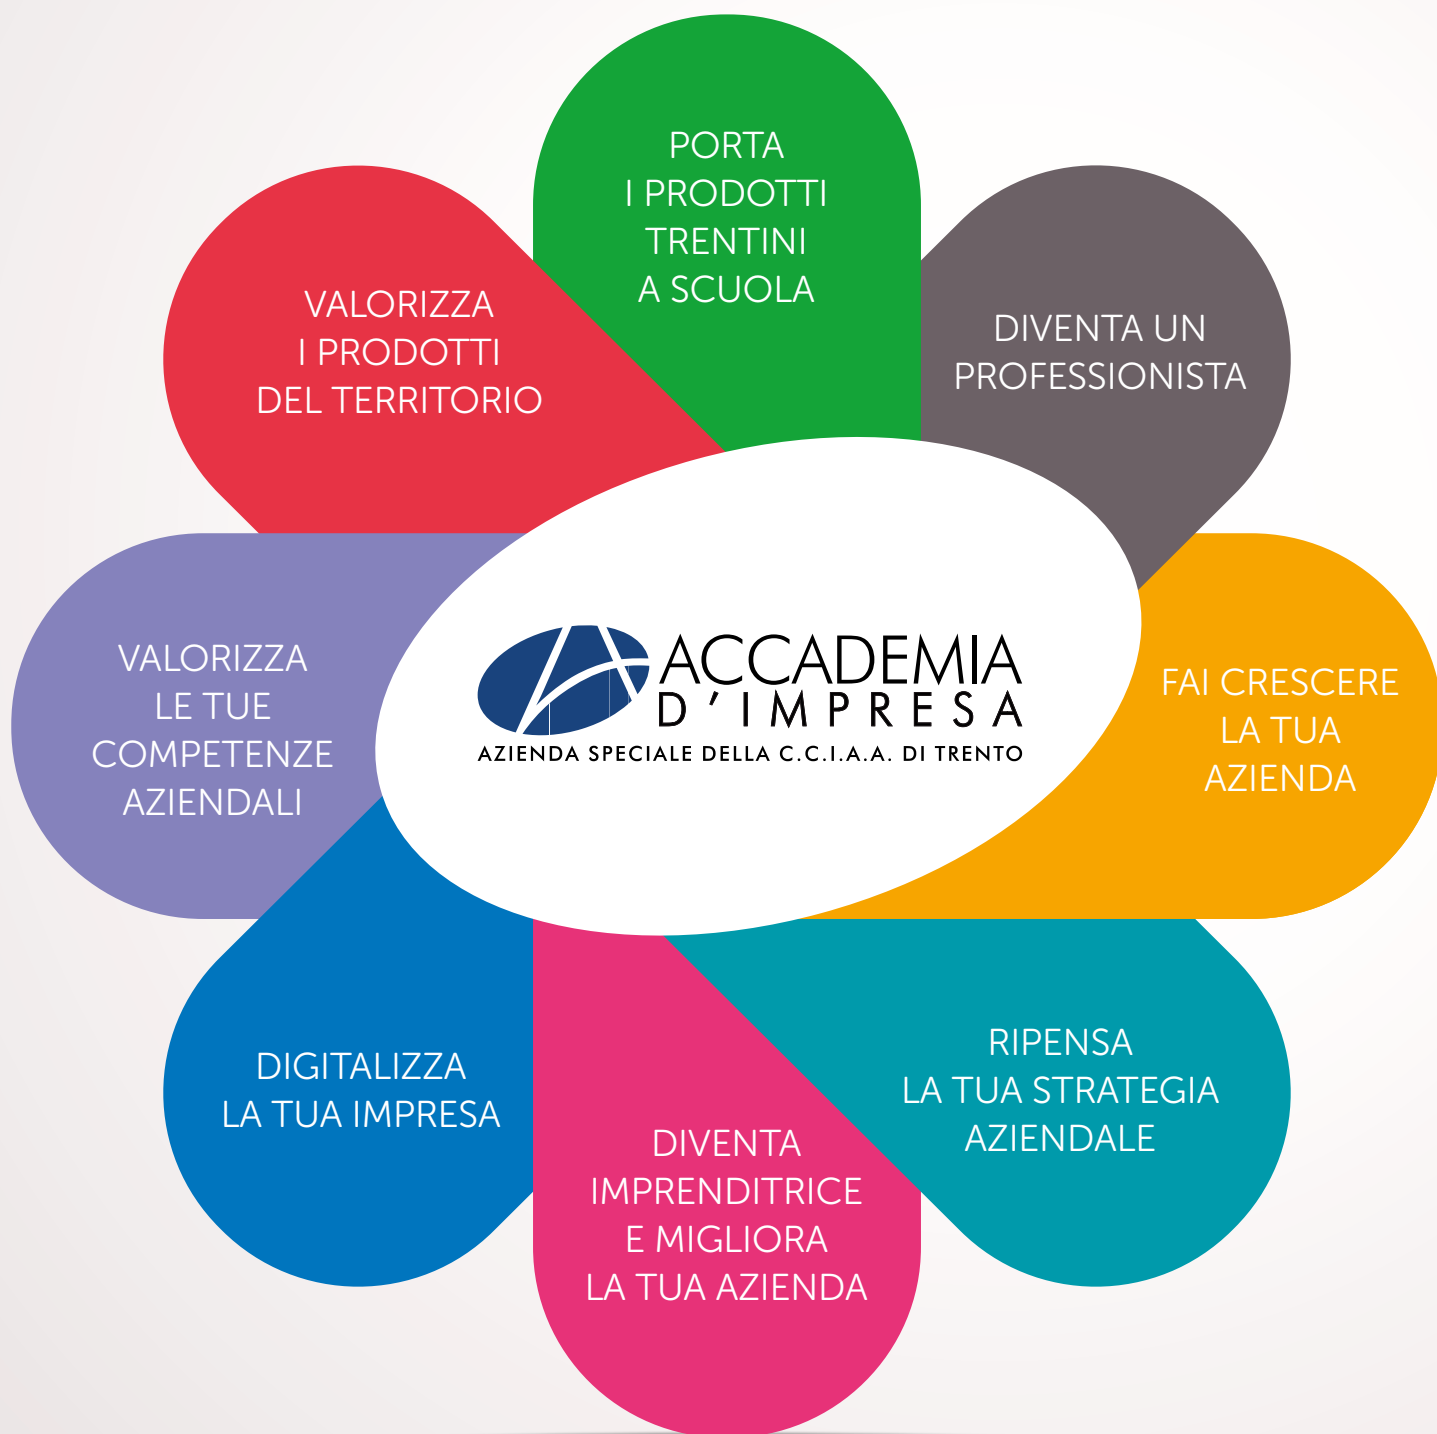 PORTA
I PRODOTTI
TRENTINI
A SCUOLA
DIVENTA UN
PROFESSIONISTA
FAI CRESCERE
LA TUA
AZIENDA
RIPENSA
LA TUA STRATEGIA
AZIENDALE
DIVENTA
IMPRENDITRICE
E MIGLIORA
LA TUA AZIENDA
DIGITALIZZA
LA TUA IMPRESA
VALORIZZA
LE TUE
COMPETENZE
AZIENDALI
VALORIZZA
I PRODOTTI
DEL TERRITORIO
ACCADEMIA
D'IMPRESA
AZIENDA SPECIALE DELLA C.C.I.A.A. DI TRENTO